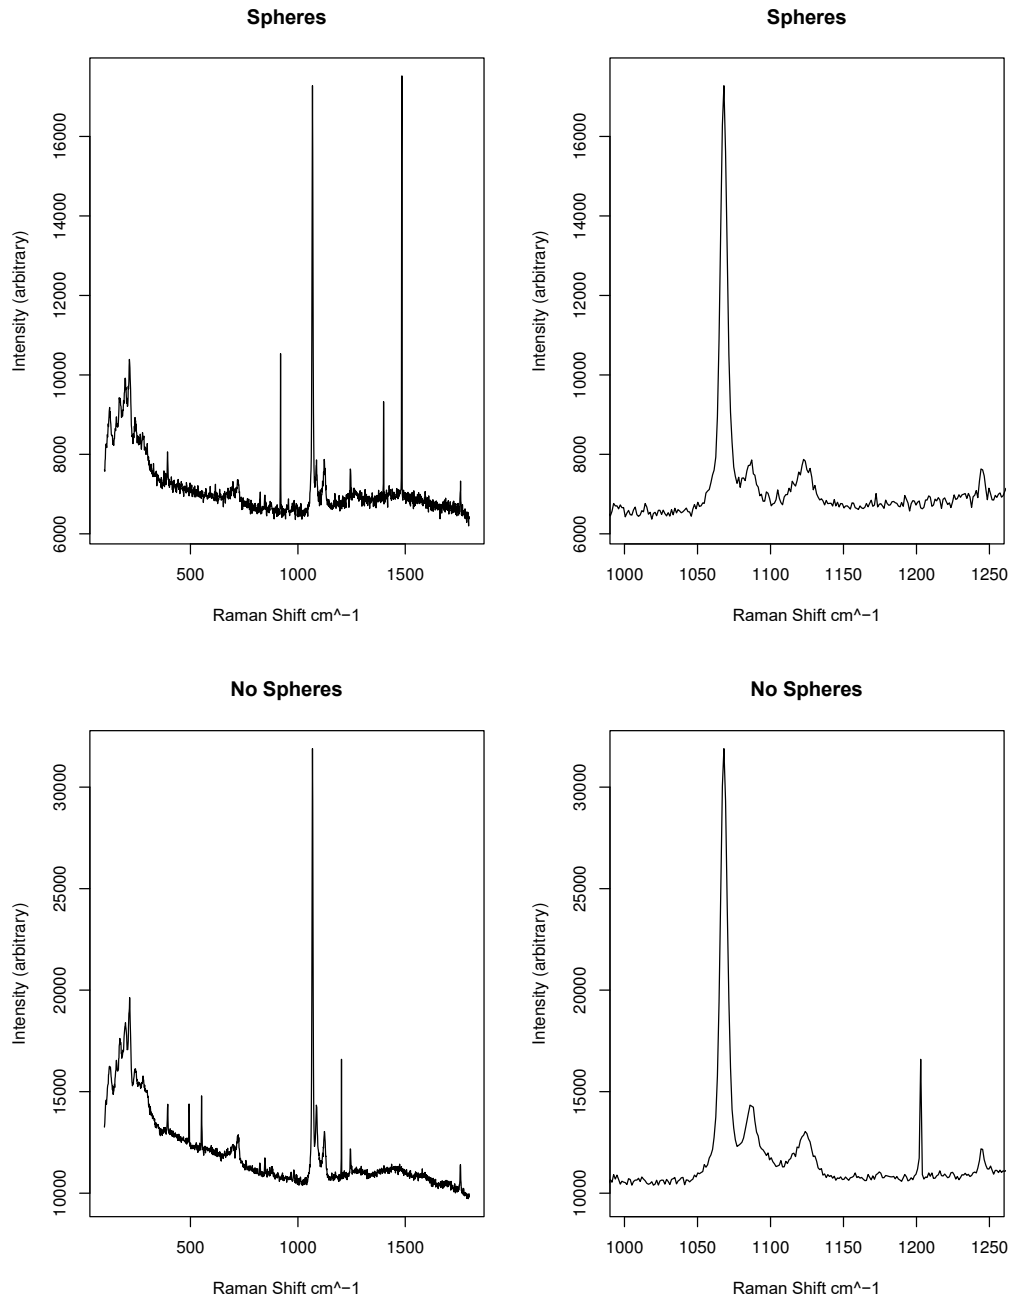 Spheres
Intensity (arbitrary)
16000
14000
12000
10000
8000
6000
500 1000 1500
Raman Shift cm^−1
Spheres
Intensity (arbitrary)
16000
14000
12000
10000
8000
6000
1000 1050 1100 1150 1200 1250
Raman Shift cm^−1
No Spheres
Intensity (arbitrary)
30000
25000
20000
15000
10000
500 1000 1500
Raman Shift cm^−1
No Spheres
Intensity (arbitrary)
30000
25000
20000
15000
10000
1000 1050 1100 1150 1200 1250
Raman Shift cm^−1